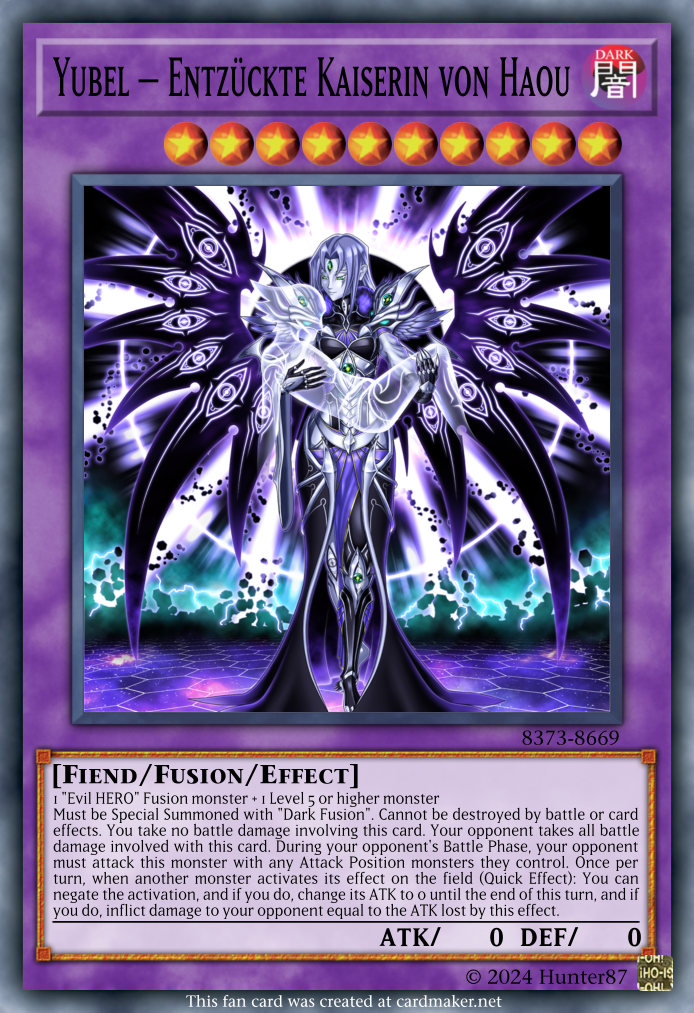 Yubel – Entzückte Kaiserin von Haou
DARK
闇
8373-8669
[Fiend/Fusion/Effect]
1 "Evil HERO" Fusion monster + 1 Level 5 or higher monster
Must be Special Summoned with "Dark Fusion". Cannot be destroyed by battle or card
effects. You take no battle damage involving this card. Your opponent takes all battle
damage involved with this card. During your opponent's Battle Phase, your opponent
must attack this monster with any Attack Position monsters they control. Once per
turn, when another monster activates its effect on the field (Quick Effect): You can
negate the activation, and if you do, change its ATK to 0 until the end of this turn, and if
you do, inflict damage to your opponent equal to the ATK lost by this effect.
ATK/ 0 DEF/ 0
© 2024 Hunter87
This fan card was created at cardmaker.net